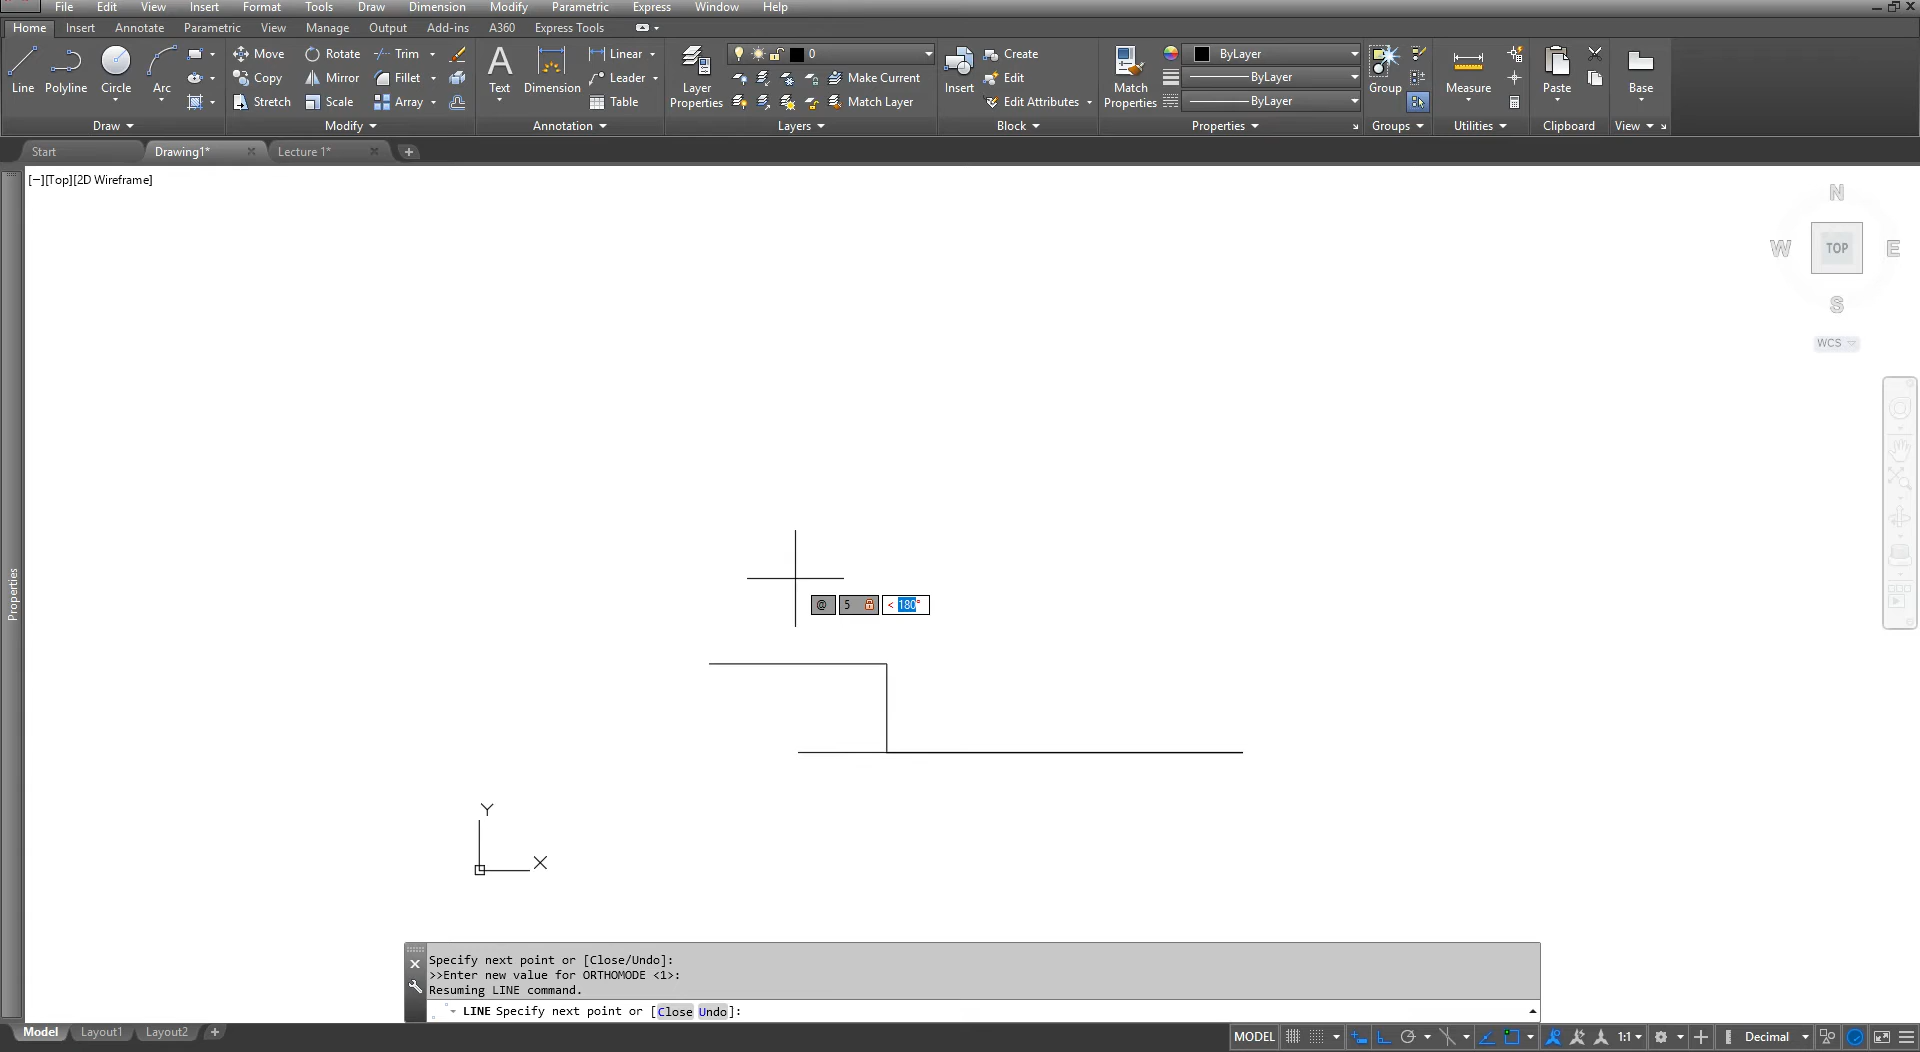 File Edit View Insert Format Tools Draw Dimension Modify Parametric Express Window Help
Home Insert Annotate Parametric View Manage Output Add-ins A360 Express Tools
Line Polyline Circle Arc
Move Rotate Trim
Copy Mirror Fillet
Stretch Scale Array
Text Dimension
Linear
Leader
Table
Layer Properties
0
Make Current
Match Layer
Insert
Create
Edit
Edit Attributes
Match Properties
ByLayer
ByLayer
ByLayer
Group
Measure
Paste
Base
Draw Modify Annotation Layers Block Properties Groups Utilities Clipboard View
Start Drawing1* Lecture 1*
[−][Top][2D Wireframe]
N
W TOP E
S
WCS
Properties
@ 5 < 180°
Y
X
Specify next point or [Close/Undo]:
>>Enter new value for ORTHOMODE <1>:
Resuming LINE command.
LINE Specify next point or [Close Undo]:
Model Layout1 Layout2 +
MODEL 1:1 Decimal